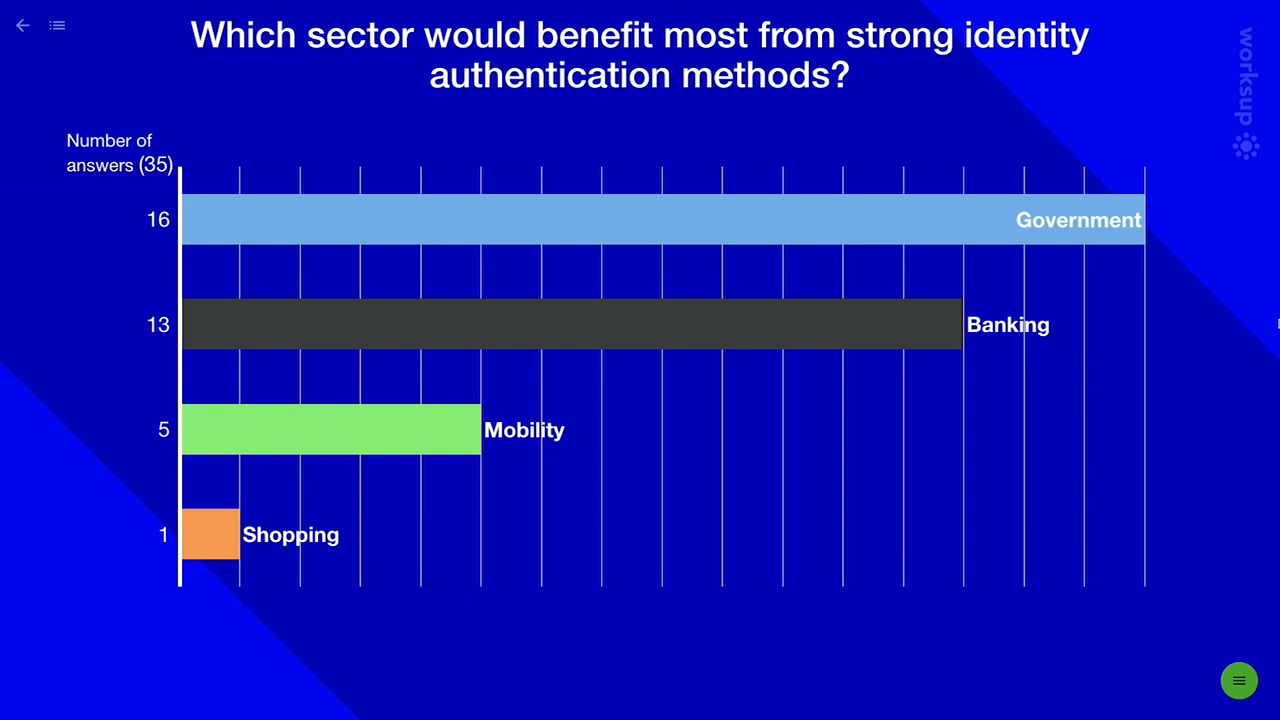 Which sector would benefit most from strong identity
authentication methods?
worksup
Number of
answers (35)
16
Government
13
Banking
5
Mobility
1
Shopping